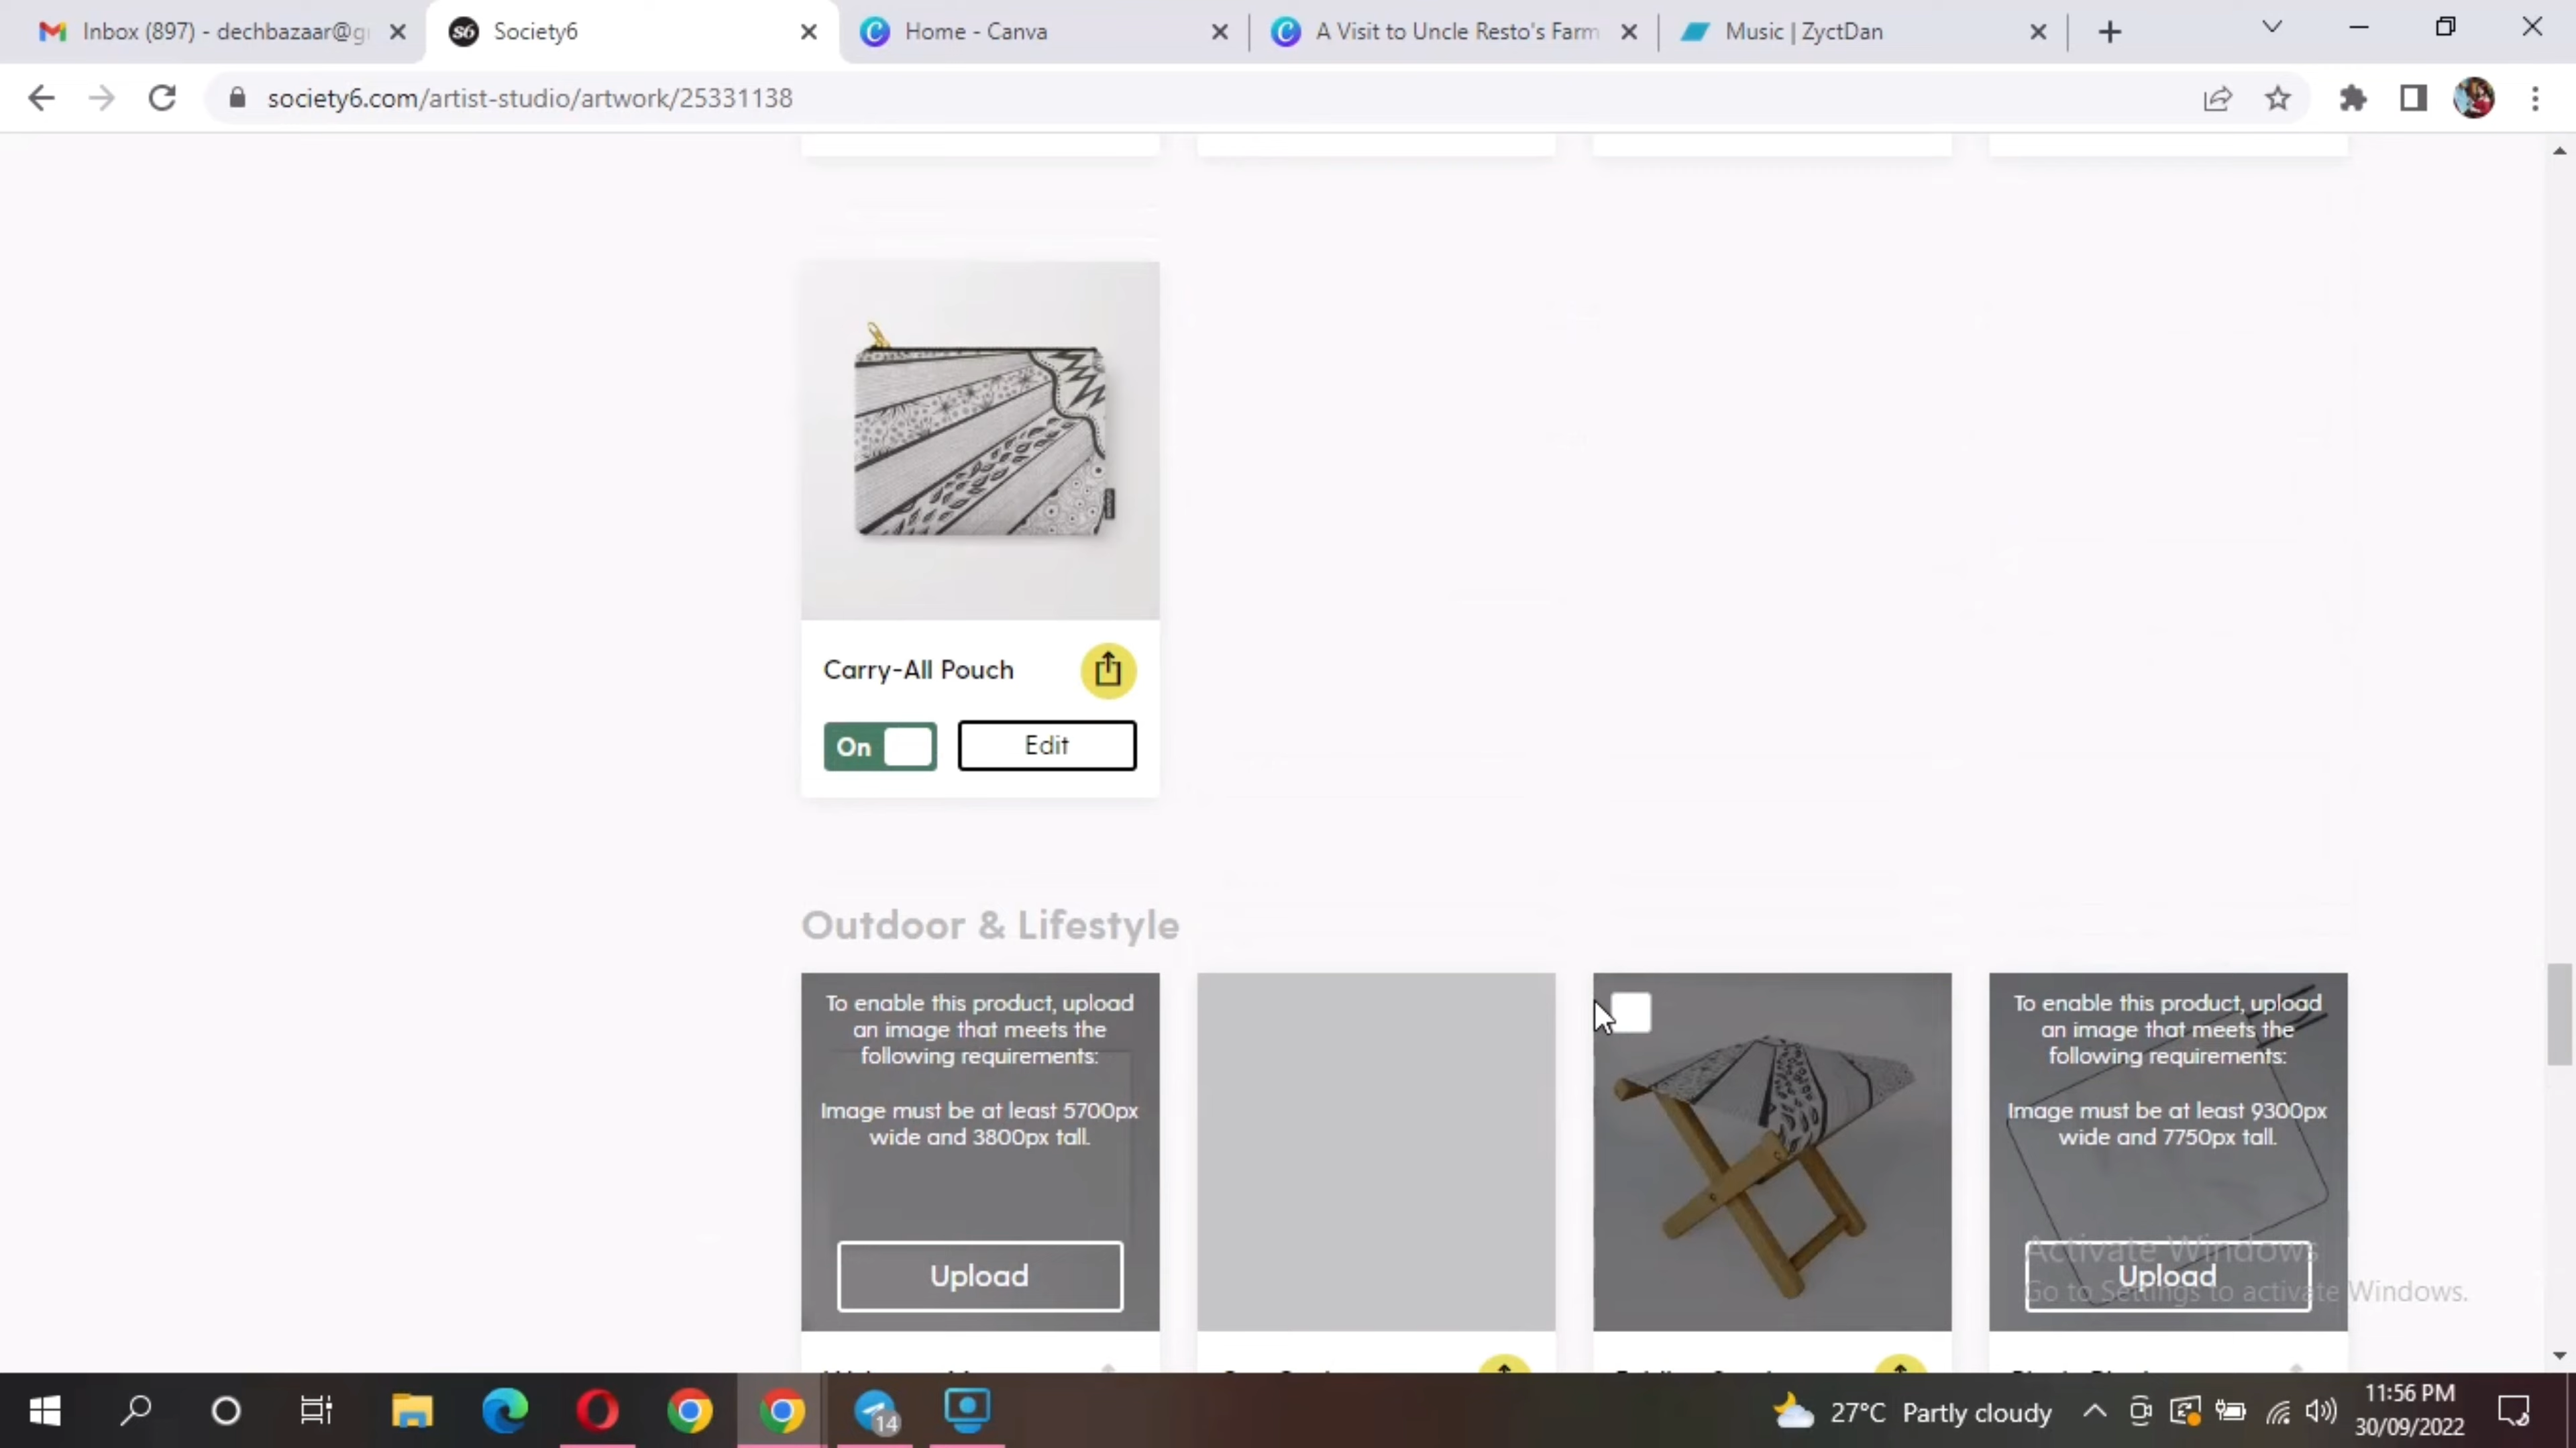 Inbox (897) - dechbazaar@g
Society6
Home - Canva
A Visit to Uncle Resto's Farm
Music | ZyctDan
society6.com/artist-studio/artwork/25331138
Carry-All Pouch
On
Edit
Outdoor & Lifestyle
To enable this product, upload
an image that meets the
following requirements:
Image must be at least 5700px
wide and 3800px tall.
Upload
To enable this product, upload
an image that meets the
following requirements:
Image must be at least 9300px
wide and 7750px tall.
Upload
Activate Windows
Go to Settings to activate Windows.
14
27°C Partly cloudy
11:56 PM
30/09/2022